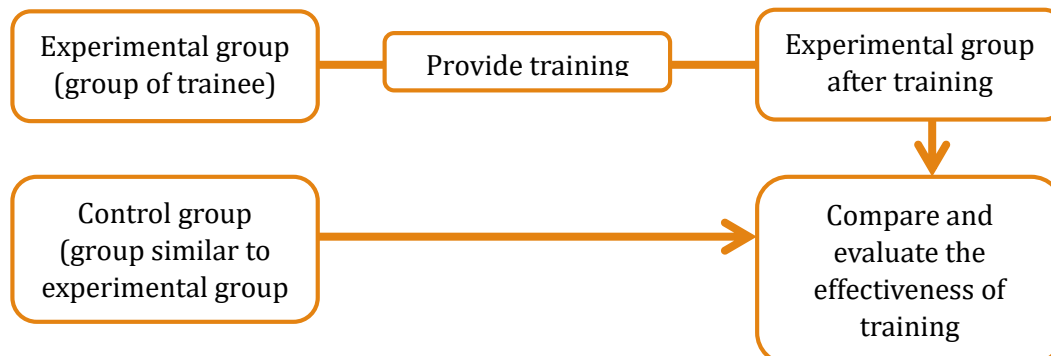 Experimental group
(group of trainee)
Provide training
Experimental group
after training
Control group
(group similar to
experimental group
Compare and
evaluate the
effectiveness of
training